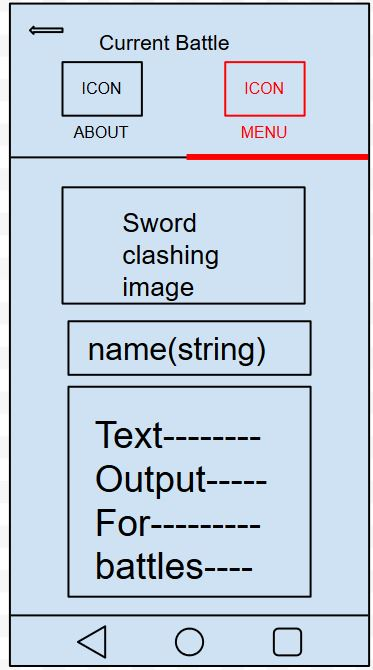 Current Battle
ICON
ICON
ABOUT
MENU
Sword
clashing
image
name(string)
Text--------
Output-----
For---------
battles----